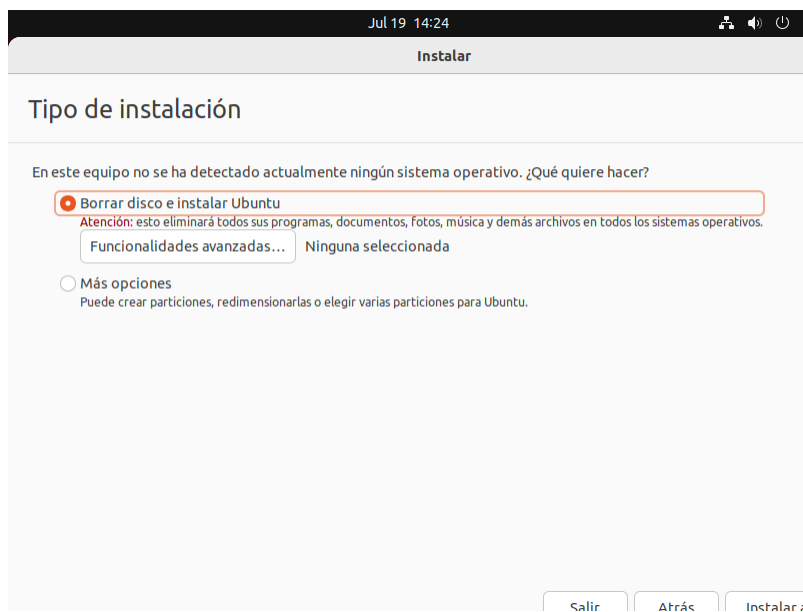 Jul 19 14:24
Instalar
Tipo de instalación
En este equipo no se ha detectado actualmente ningún sistema operativo. ¿Qué quiere hacer?
Borrar disco e instalar Ubuntu
Atención: esto eliminará todos sus programas, documentos, fotos, música y demás archivos en todos los sistemas operativos.
Funcionalidades avanzadas... Ninguna seleccionada
Más opciones
Puede crear particiones, redimensionarlas o elegir varias particiones para Ubuntu.
Salir Atrás Instalar a